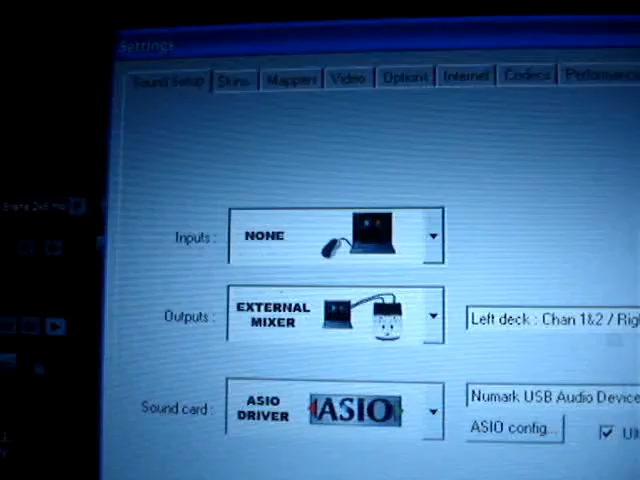 Settings
Sound Setup Skins Mappers Video Options Internet Codecs Performance
Inputs : NONE
Outputs : EXTERNAL MIXER Left deck : Chan 1&2 / Rig
Sound card : ASIO DRIVER ASIO Numark USB Audio Device
ASIO config...